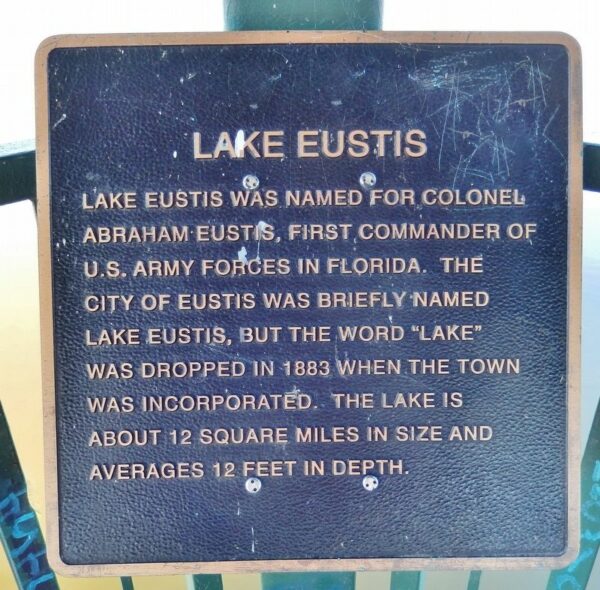 LAKE EUSTIS
LAKE EUSTIS WAS NAMED FOR COLONEL
ABRAHAM EUSTIS, FIRST COMMANDER OF
U.S. ARMY FORCES IN FLORIDA. THE
CITY OF EUSTIS WAS BRIEFLY NAMED
LAKE EUSTIS, BUT THE WORD “LAKE”
WAS DROPPED IN 1883 WHEN THE TOWN
WAS INCORPORATED. THE LAKE IS
ABOUT 12 SQUARE MILES IN SIZE AND
AVERAGES 12 FEET IN DEPTH.